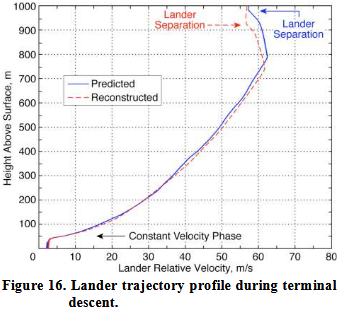 1000
900
800
700
600
500
400
300
200
100
Height Above Surface, m
Lander
Separation
Lander
Separation
Predicted
Reconstructed
Constant Velocity Phase
0 10 20 30 40 50 60 70
Lander Relative Velocity, m/s
Figure 16. Lander trajectory profile during terminal
descent.